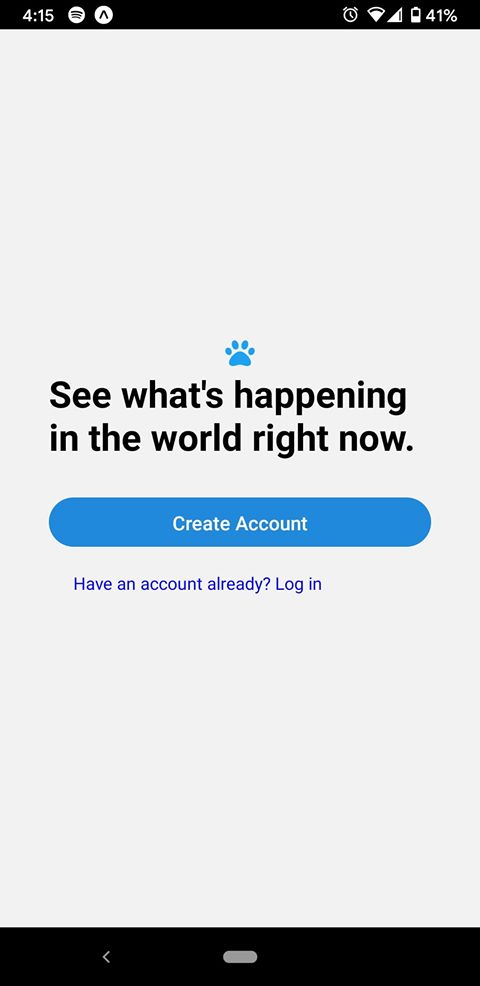 4:15 41%
See what's happening
in the world right now.
Create Account
Have an account already? Log in